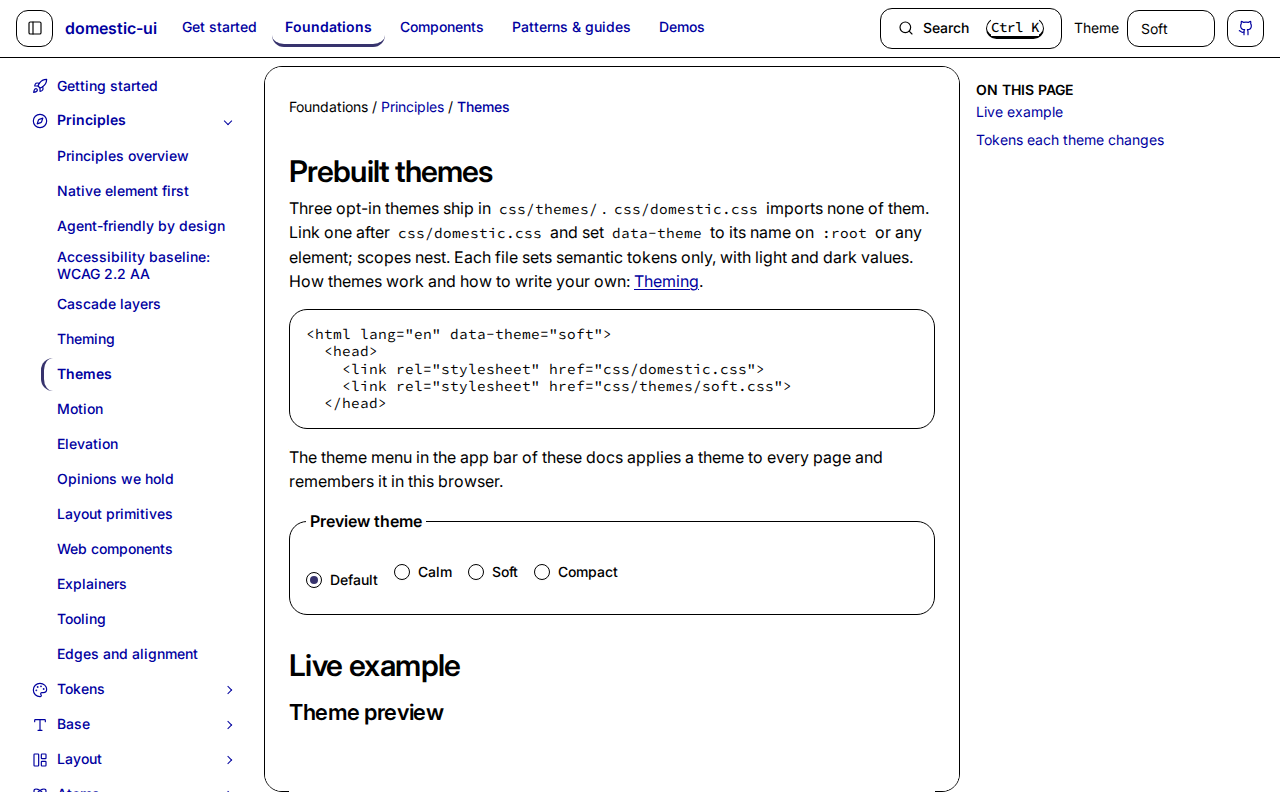 domestic-ui
Get started
Foundations
Components
Patterns & guides
Demos
Search
Ctrl K
Theme
Soft
Getting started
Principles
Principles overview
Native element first
Agent-friendly by design
Accessibility baseline:
WCAG 2.2 AA
Cascade layers
Theming
Themes
Motion
Elevation
Opinions we hold
Layout primitives
Web components
Explainers
Tooling
Edges and alignment
Tokens
Base
Layout
Foundations / Principles / Themes
Prebuilt themes
Three opt-in themes ship in css/themes/. css/domestic.css imports none of them.
Link one after css/domestic.css and set data-theme to its name on :root or any
element; scopes nest. Each file sets semantic tokens only, with light and dark values.
How themes work and how to write your own: Theming.
<html lang="en" data-theme="soft">
  <head>
    <link rel="stylesheet" href="css/domestic.css">
    <link rel="stylesheet" href="css/themes/soft.css">
  </head>
The theme menu in the app bar of these docs applies a theme to every page and
remembers it in this browser.
Preview theme
Default
Calm
Soft
Compact
Live example
Theme preview
ON THIS PAGE
Live example
Tokens each theme changes